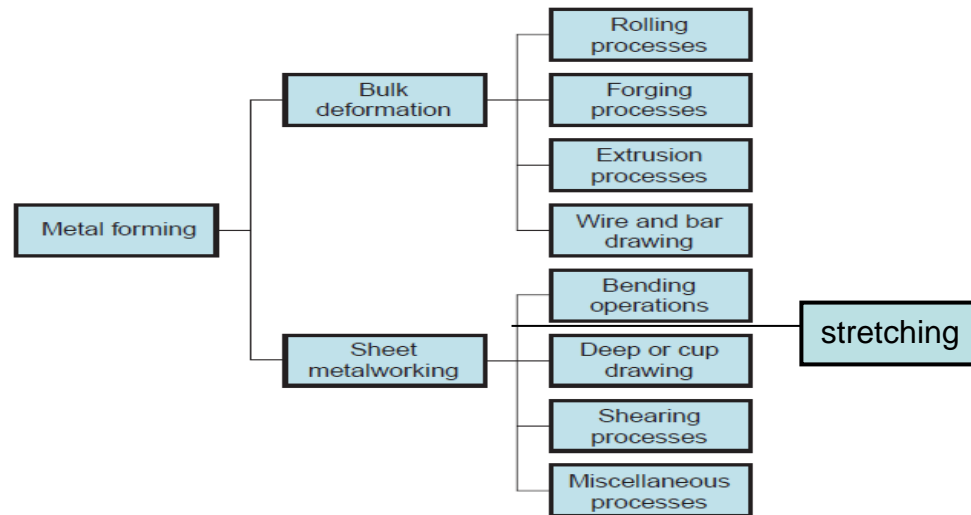 Metal forming
Bulk
deformation
Rolling
processes
Forging
processes
Extrusion
processes
Wire and bar
drawing
Sheet
metalworking
Bending
operations
stretching
Deep or cup
drawing
Shearing
processes
Miscellaneous
processes